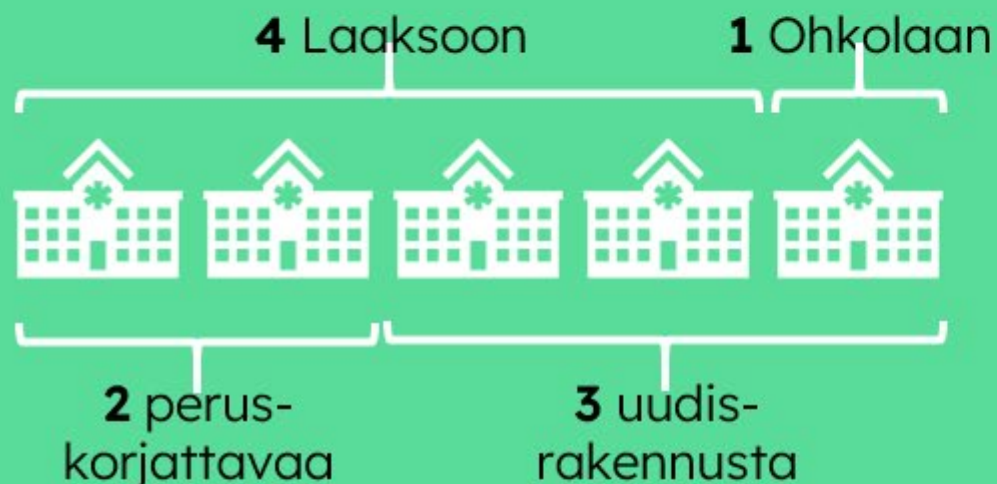 4 Laaksoon
1 Ohkolaan
2 perus-
korjattavaa
3 uudis-
rakennusta